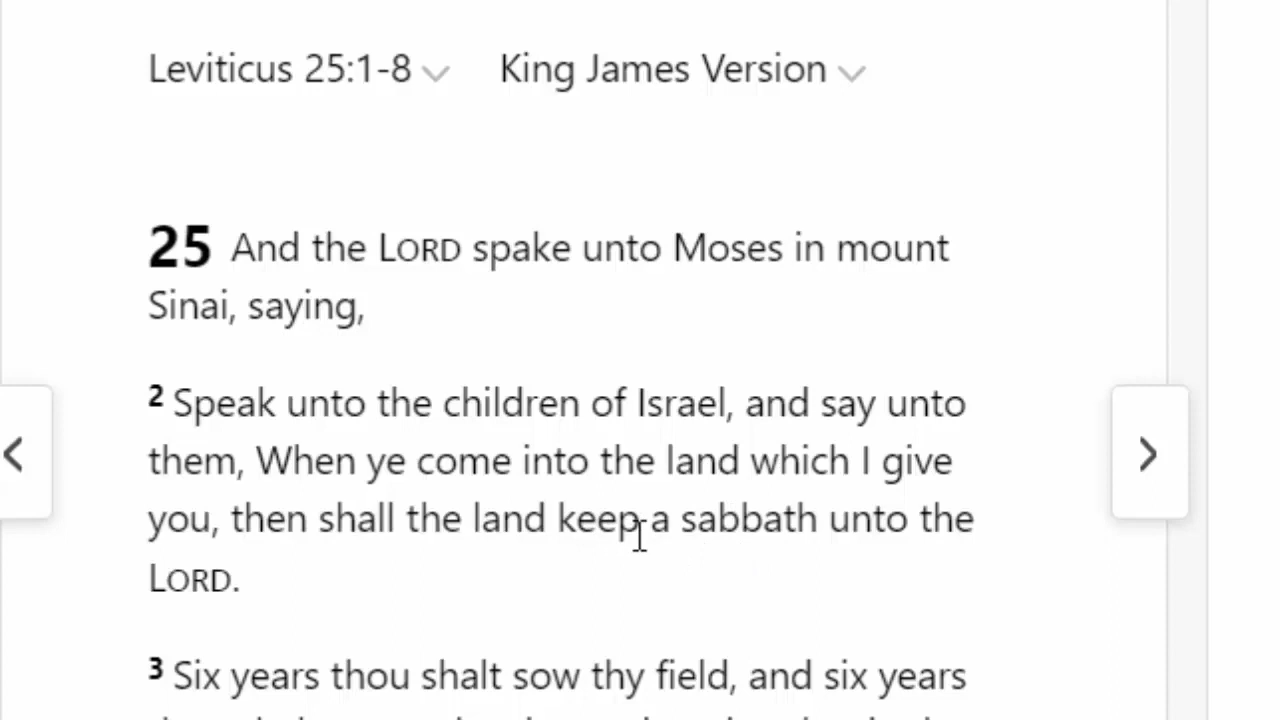 Leviticus 25:1-8 King James Version
25 And the LORD spake unto Moses in mount
Sinai, saying,
2 Speak unto the children of Israel, and say unto
them, When ye come into the land which I give
you, then shall the land keep a sabbath unto the
LORD.
3 Six years thou shalt sow thy field, and six years